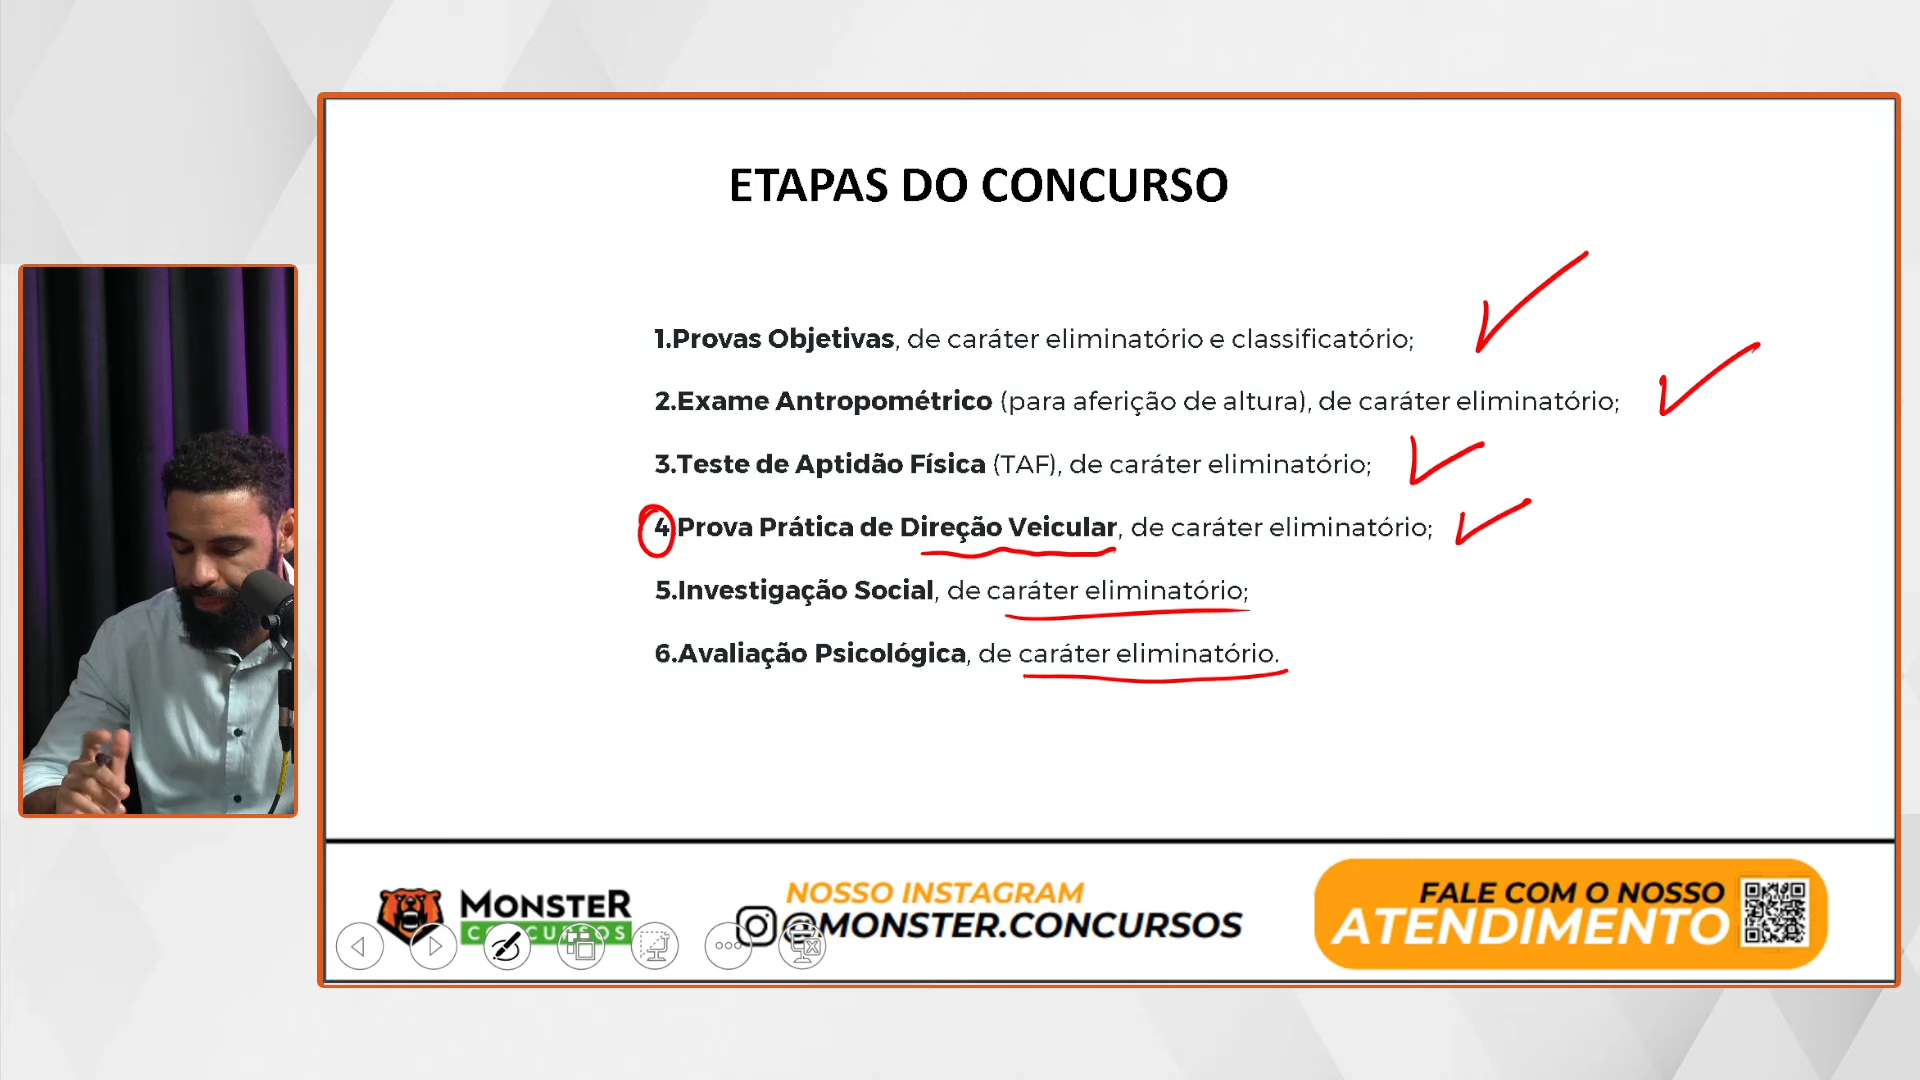 ETAPAS DO CONCURSO
1.Provas Objetivas, de caráter eliminatório e classificatório;
2.Exame Antropométrico (para aferição de altura), de caráter eliminatório;
3.Teste de Aptidão Física (TAF), de caráter eliminatório;
4.Prova Prática de Direção Veicular, de caráter eliminatório;
5.Investigação Social, de caráter eliminatório;
6.Avaliação Psicológica, de caráter eliminatório.
MONSTER
CONCURSOS
NOSSO INSTAGRAM
@MONSTER.CONCURSOS
FALE COM O NOSSO
ATENDIMENTO